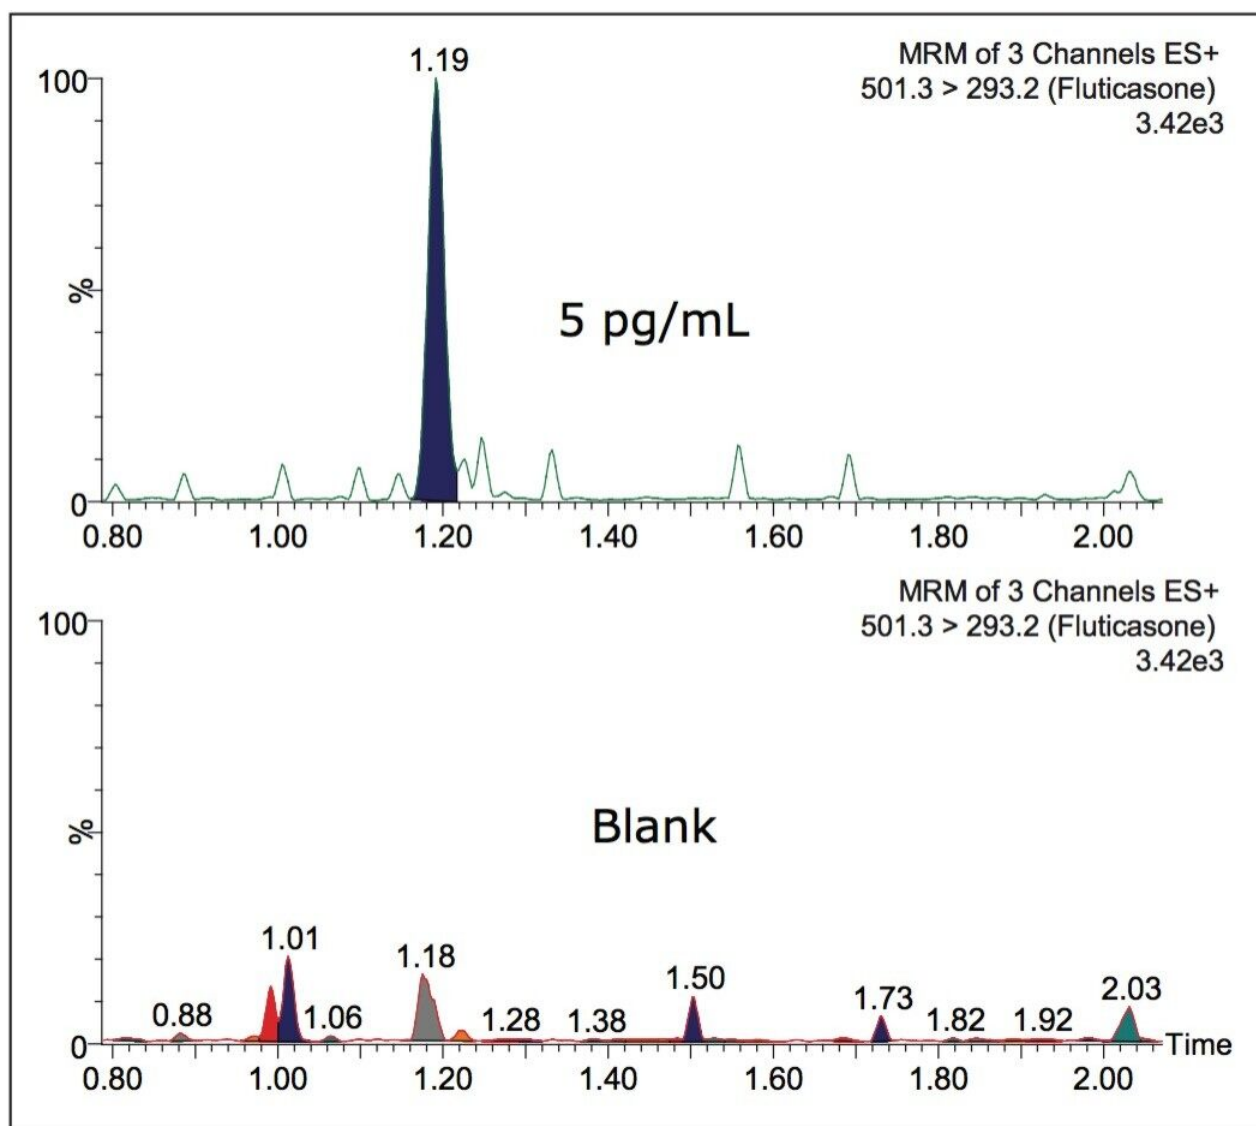 1.19
MRM of 3 Channels ES+
501.3 > 293.2 (Fluticasone)
3.42e3
100
%
5 pg/mL
0
0.80 1.00 1.20 1.40 1.60 1.80 2.00
MRM of 3 Channels ES+
501.3 > 293.2 (Fluticasone)
3.42e3
100
%
Blank
1.01
1.18
1.50
0.88
1.06
1.28
1.38
1.73
1.82
1.92
2.03
0
Time
0.80 1.00 1.20 1.40 1.60 1.80 2.00